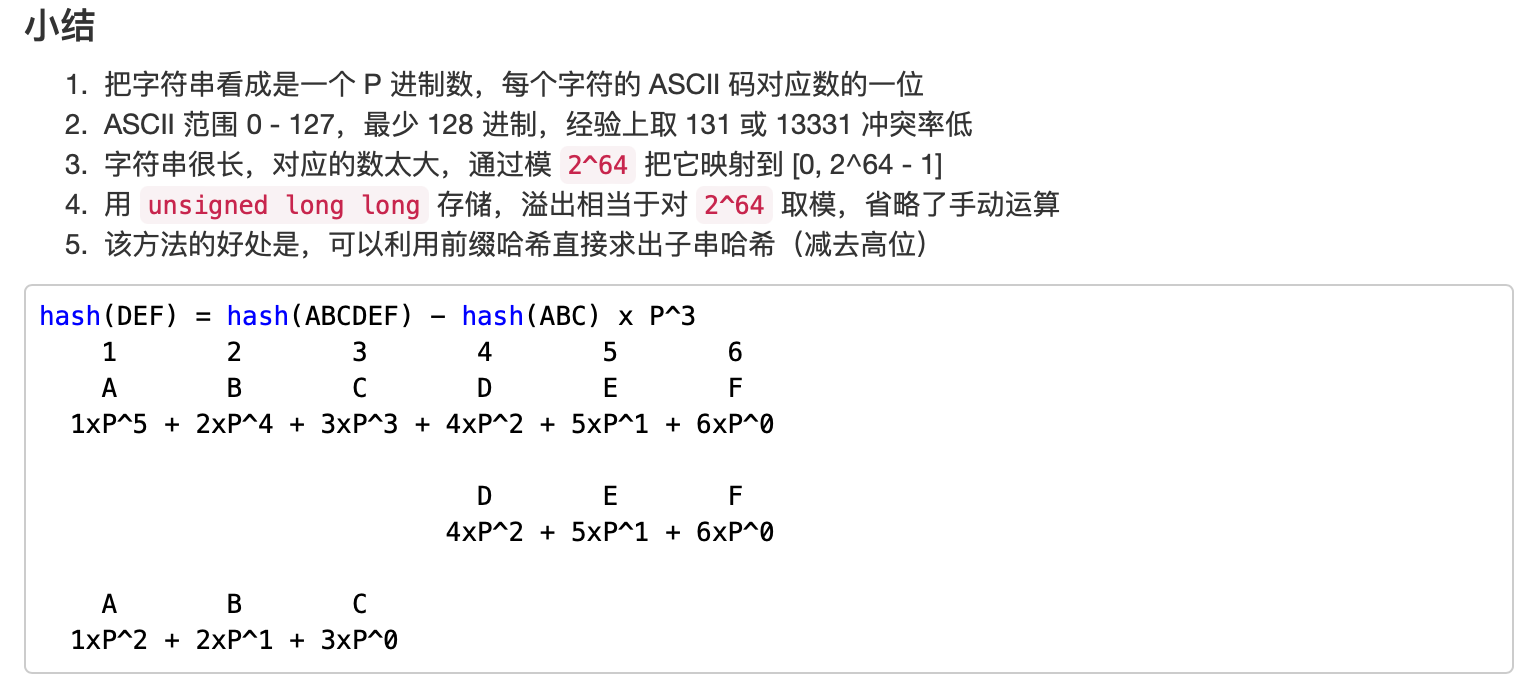 小结
1. 把字符串看成是一个 P 进制数，每个字符的 ASCII 码对应数的一位
2. ASCII 范围 0 - 127，最少 128 进制，经验上取 131 或 13331 冲突率低
3. 字符串很长，对应的数太大，通过模 2^64 把它映射到 [0, 2^64 - 1]
4. 用 unsigned long long 存储，溢出相当于对 2^64 取模，省略了手动运算
5. 该方法的好处是，可以利用前缀哈希直接求出子串哈希（减去高位）
hash(DEF) = hash(ABCDEF) − hash(ABC) x P^3
1 2 3 4 5 6
A B C D E F
1xP^5 + 2xP^4 + 3xP^3 + 4xP^2 + 5xP^1 + 6xP^0
D E F
4xP^2 + 5xP^1 + 6xP^0
A B C
1xP^2 + 2xP^1 + 3xP^0